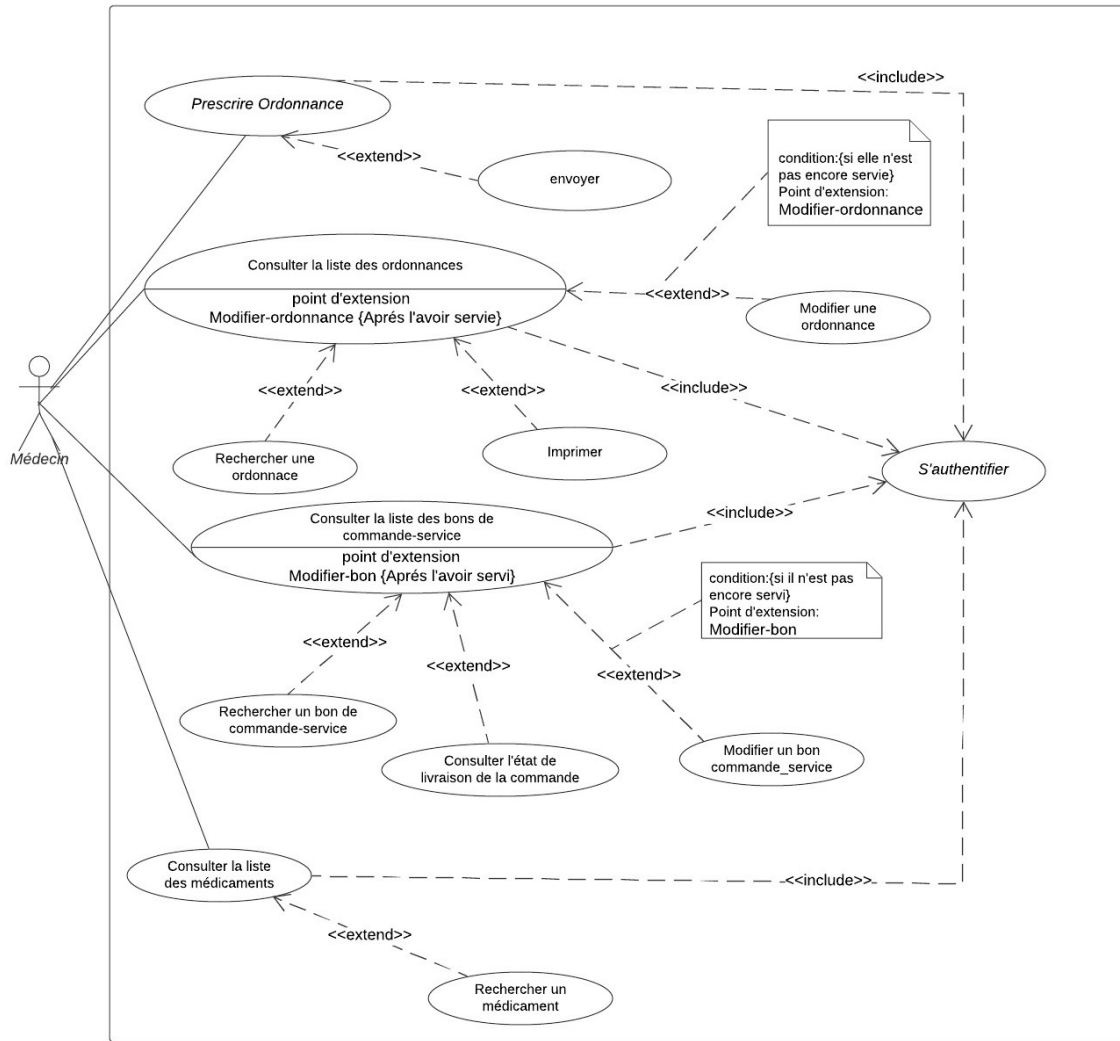 <<include>>
Prescrire Ordonnance
<<extend>>
envoyer
condition:{si elle n'est
pas encore servie}
Point d'extension:
Modifier-ordonnance
Consulter la liste des ordonnances
point d'extension
Modifier-ordonnance {Aprés l'avoir servie}
<<extend>>
Modifier une
ordonnance
<<extend>>
<<extend>>
<<include>>
Rechercher une
ordonnace
Imprimer
Médecin
S'authentifier
Consulter la liste des bons de
commande-service
point d'extension
Modifier-bon {Aprés l'avoir servi}
<<include>>
condition:{si il n'est pas
encore servi}
Point d'extension:
Modifier-bon
<<extend>>
<<extend>>
<<extend>>
Rechercher un bon de
commande-service
Consulter l'état de
livraison de la commande
Modifier un bon
commande_service
Consulter la liste
des médicaments
<<include>>
<<extend>>
Rechercher un
médicament